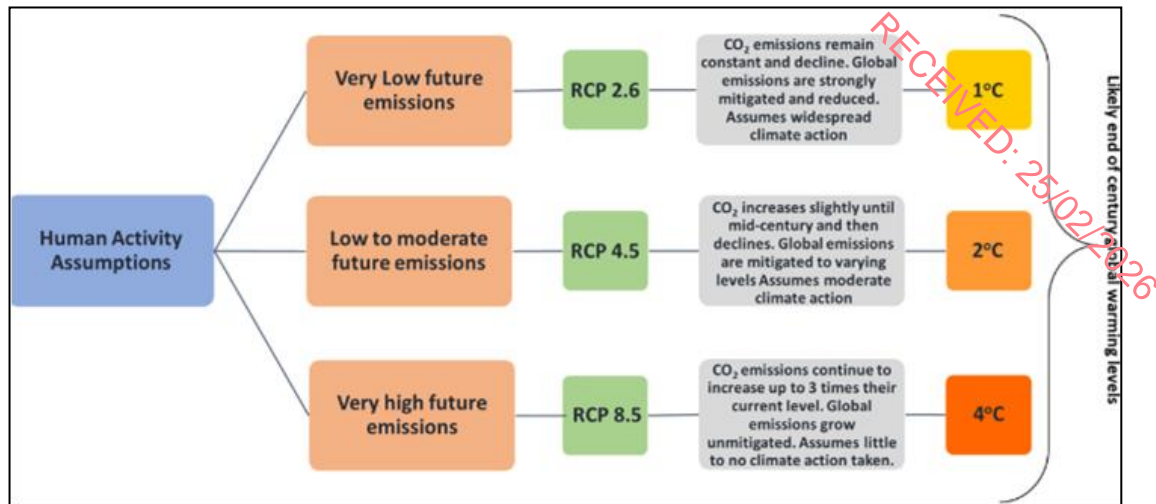 Human Activity
Assumptions
Very Low future
emissions
RCP 2.6
CO₂ emissions remain
constant and decline. Global
emissions are strongly
mitigated and reduced.
Assumes widespread
climate action
1°C
Low to moderate
future emissions
RCP 4.5
CO₂ increases slightly until
mid-century and then
declines. Global emissions
are mitigated to varying
levels Assumes moderate
climate action
2°C
Very high future
emissions
RCP 8.5
CO₂ emissions continue to
increase up to 3 times their
current level. Global
emissions grow
unmitigated. Assumes little
to no climate action taken.
4°C
Likely end of century global warming levels
RECEIVED: 25/02/2026